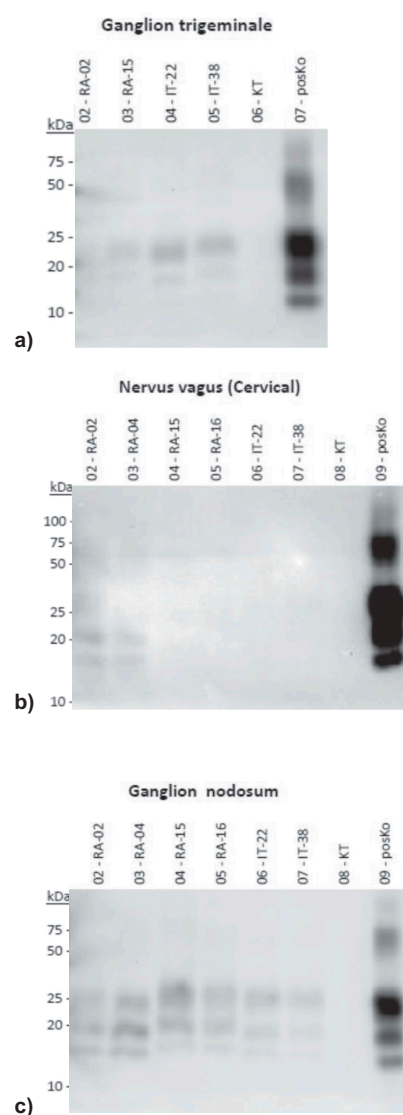 Ganglion trigeminale
02 - RA-02
03 - RA-15
04 - IT-22
05 - IT-38
06 - KT
07 - posKo
kDa
75 -
50 -
25 -
20 -
10 -
a)
Nervus vagus (Cervical)
02 - RA-02
03 - RA-04
04 - RA-15
05 - RA-16
06 - IT-22
07 - IT-38
08 - KT
09 - posKo
kDa
100 -
75 -
50 -
25 -
20 -
10 -
b)
Ganglion nodosum
02 - RA-02
03 - RA-04
04 - RA-15
05 - RA-16
06 - IT-22
07 - IT-38
08 - KT
09 - posKo
kDa
75 -
50 -
25 -
20 -
10 -
c)